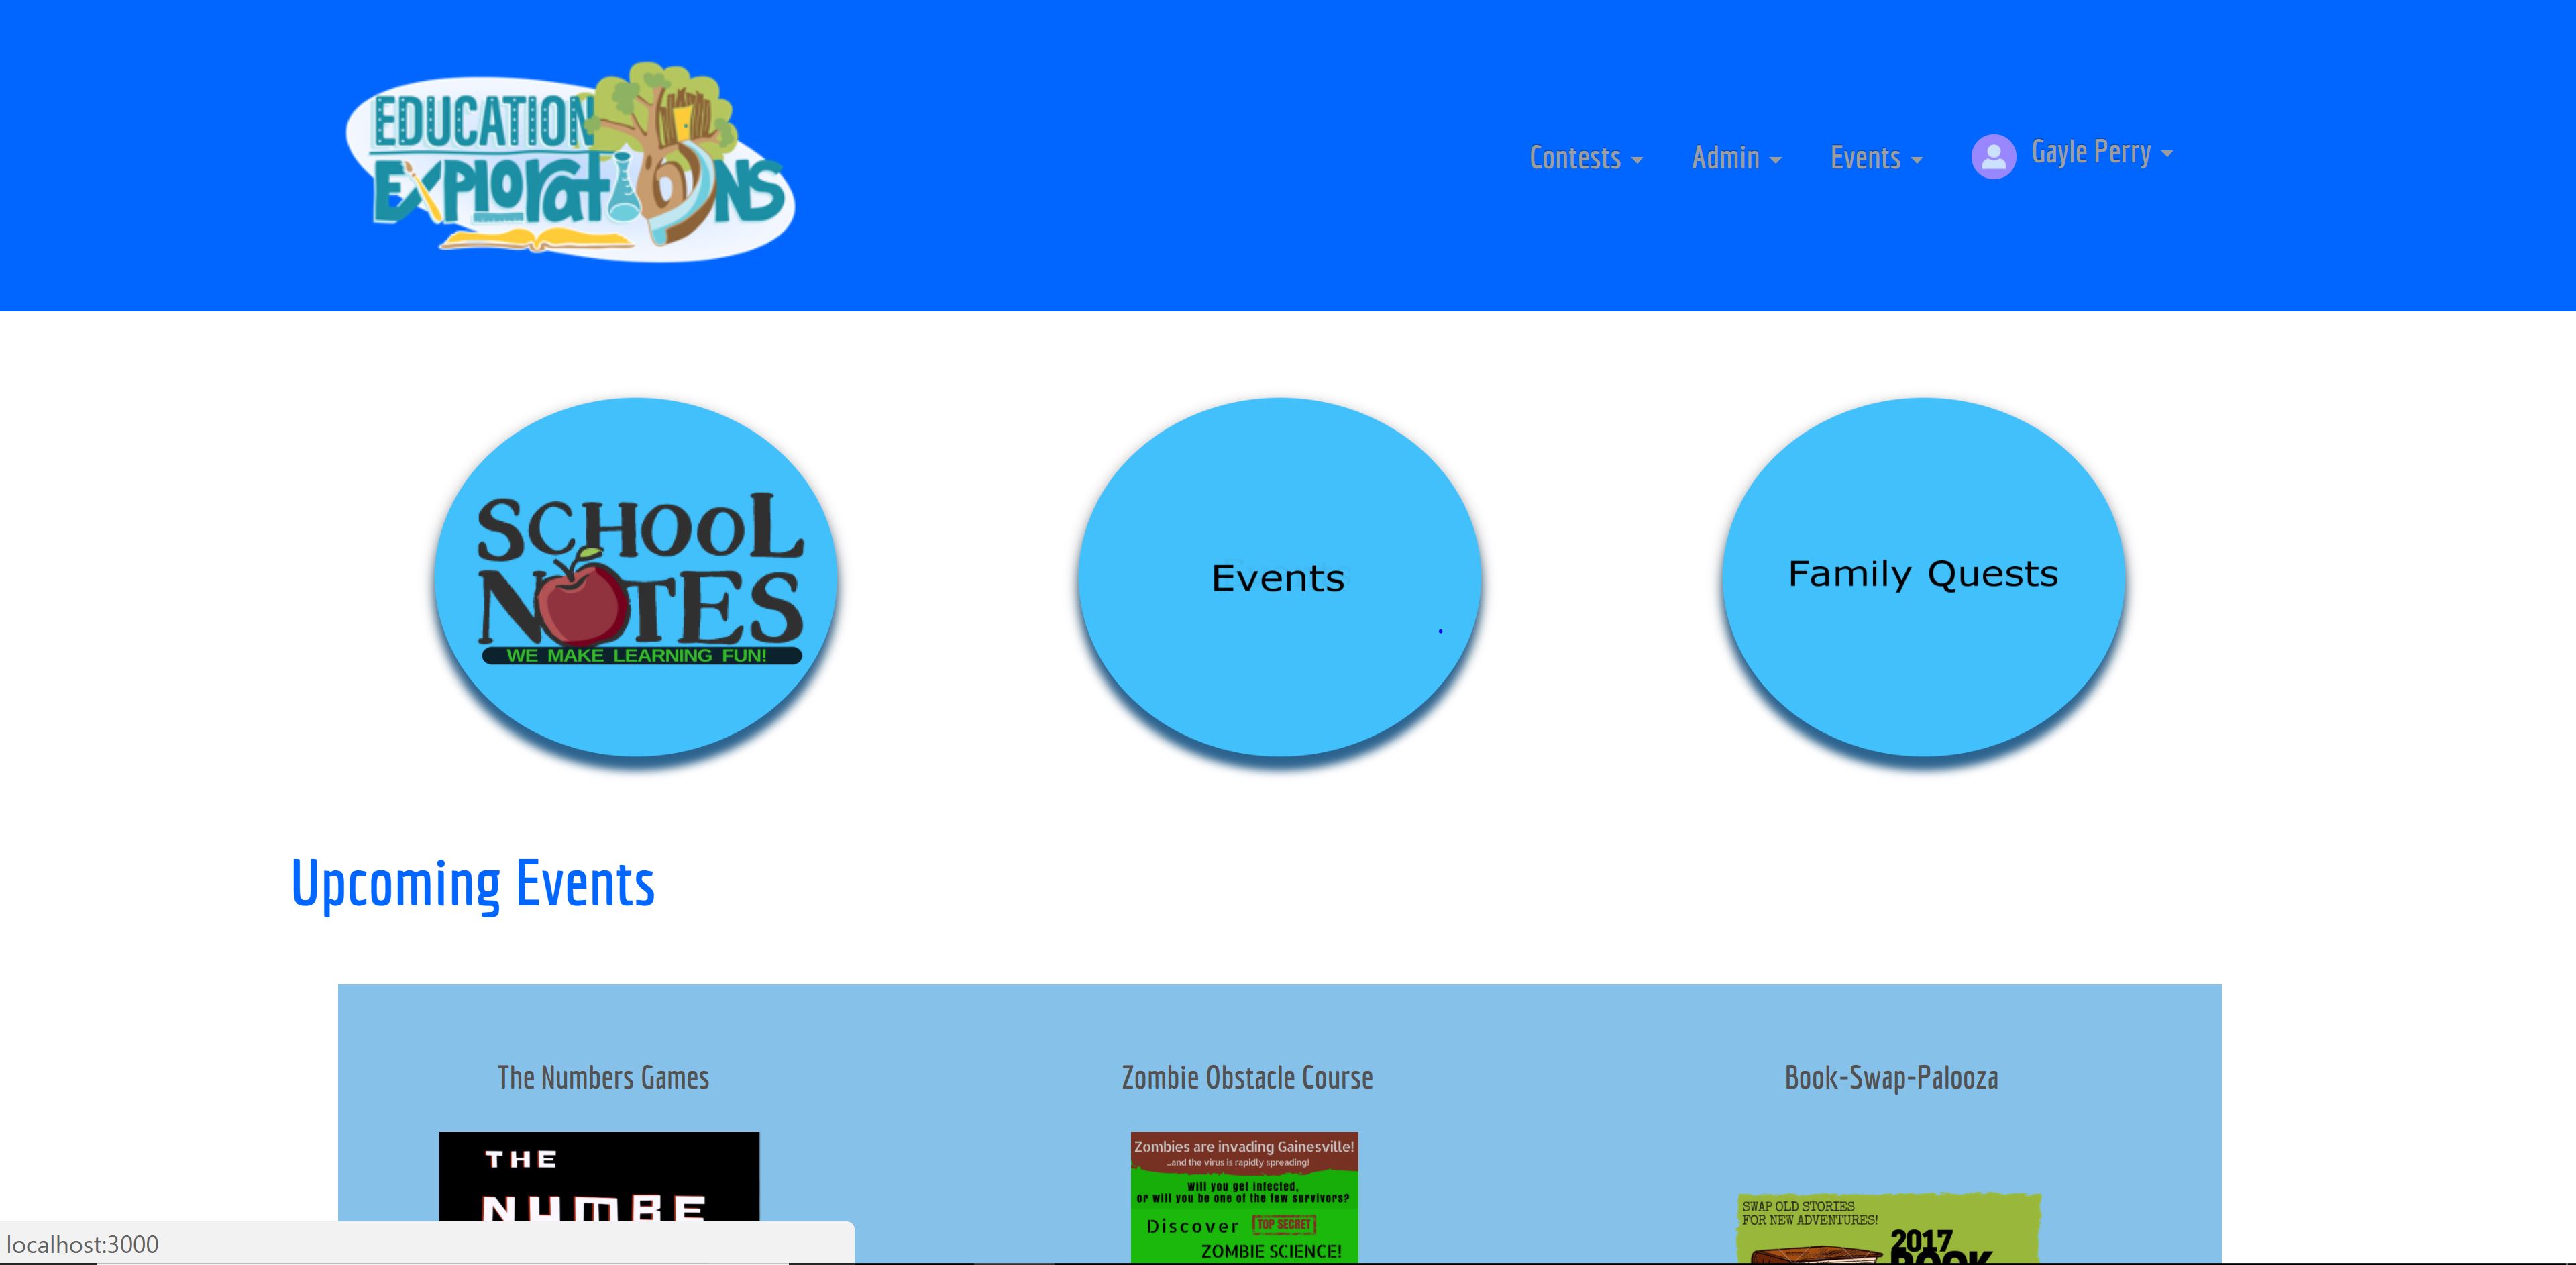 EDUCATION
EXPLORATIONS
Contests
Admin
Events
Gayle Perry
SCHOOL
NOTES
WE MAKE LEARNING FUN!
Events
Family Quests
Upcoming Events
The Numbers Games
Zombie Obstacle Course
Book-Swap-Palooza
THE
NUMBE
Zombies are invading Gainesville!
...and the virus is rapidly spreading!
Will you get infected,
or will you be one of the few survivors?
Discover TOP SECRET
ZOMBIE SCIENCE!
SWAP OLD STORIES
FOR NEW ADVENTURES!
2017
BOOK
localhost:3000